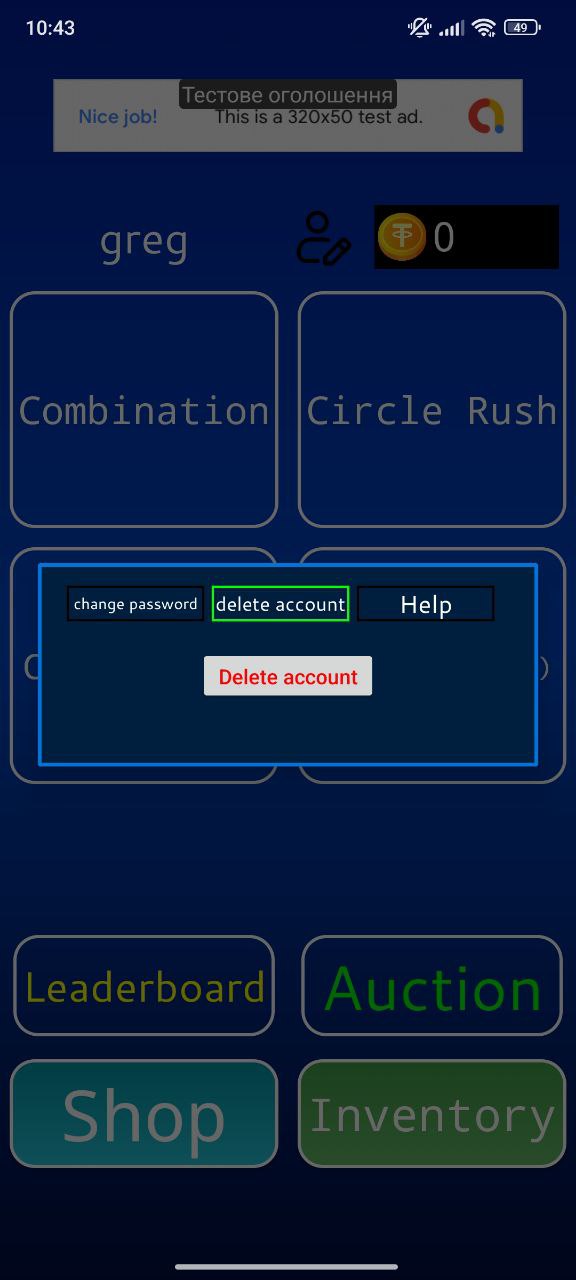 10:43
49
Тестове оголошення
Nice job!
This is a 320x50 test ad.
greg
0
Combination
Circle Rush
change password
delete account
Help
C
)
Delete account
Leaderboard
Auction
Shop
Inventory